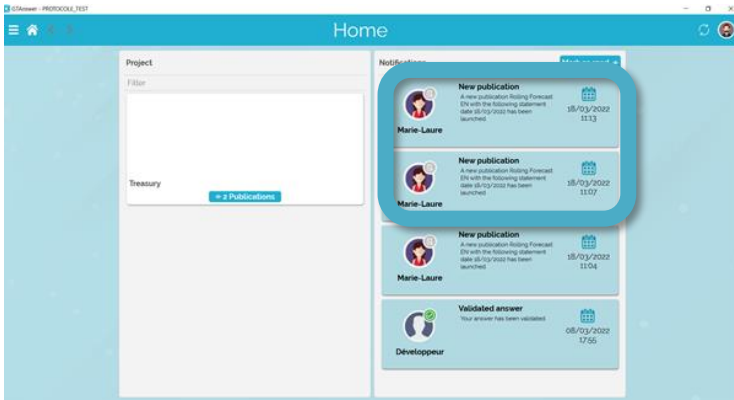 GTAnswer - PROTOCOLE_TEST
Home
Project
Filter
Treasury
2 Publications
Notifications
Mark as read
New publication
A new publication Rolling Forecast
EN with the following statement
date 18/03/2022 has been
launched
18/03/2022
11:13
Marie-Laure
New publication
A new publication Rolling Forecast
EN with the following statement
date 18/03/2022 has been
launched
18/03/2022
11:07
Marie-Laure
New publication
A new publication Rolling Forecast
EN with the following statement
date 18/03/2022 has been
launched
18/03/2022
11:04
Marie-Laure
Validated answer
Your answer has been validated
08/03/2022
17:55
Développeur